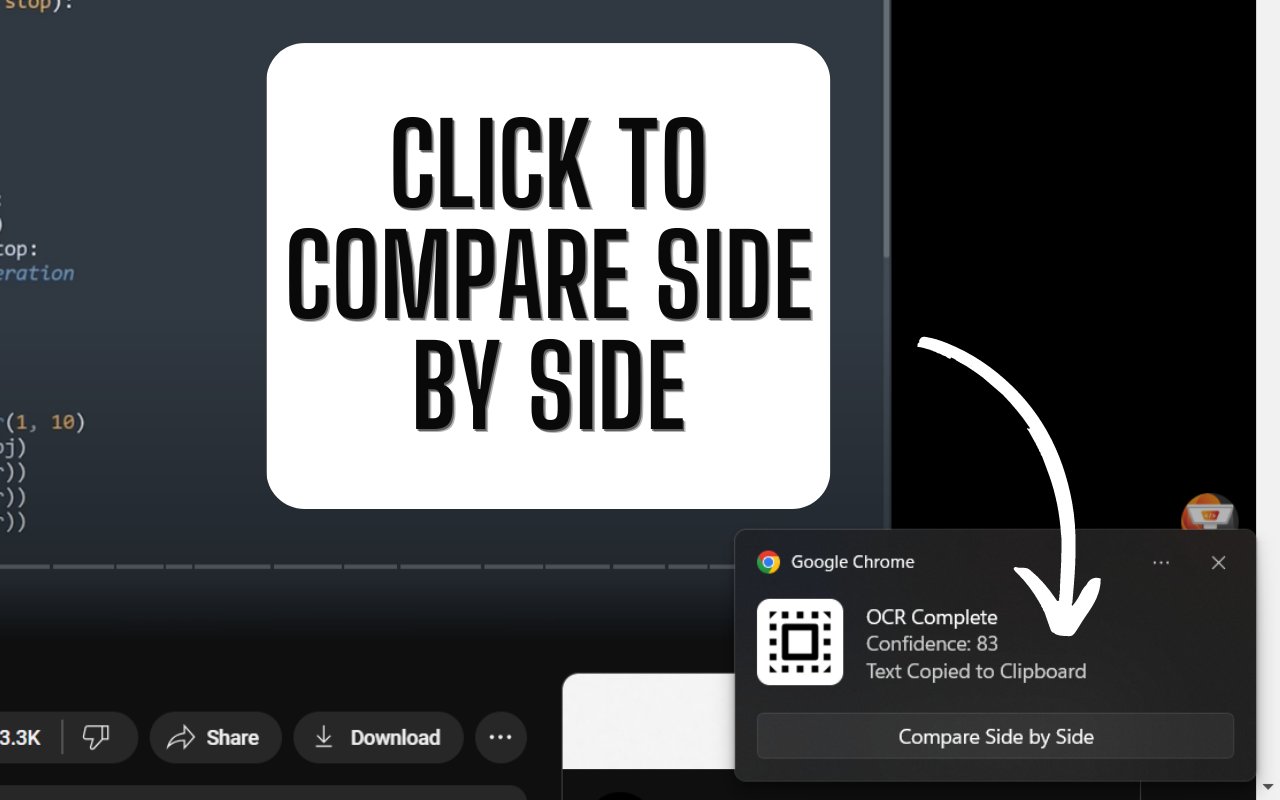 stop):
CLICK TO
COMPARE SIDE
BY SIDE
)
top:
eration
r(1, 10)
oj)
r))
r))
r))
Google Chrome
OCR Complete
Confidence: 83
Text Copied to Clipboard
Compare Side by Side
3.3K
Share
Download